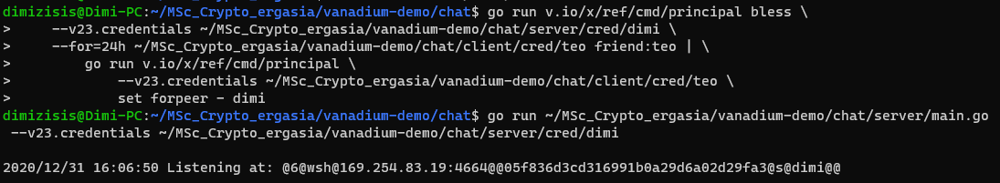 dimizisis@Dimi-PC:~/MSc_Crypto_ergasia/vanadium-demo/chat$ go run v.io/x/ref/cmd/principal bless \
>     --v23.credentials ~/MSc_Crypto_ergasia/vanadium-demo/chat/server/cred/dimi \
>     --for=24h ~/MSc_Crypto_ergasia/vanadium-demo/chat/client/cred/teo friend:teo | \
>         go run v.io/x/ref/cmd/principal \
>             --v23.credentials ~/MSc_Crypto_ergasia/vanadium-demo/chat/client/cred/teo \
>             set forpeer - dimi
dimizisis@Dimi-PC:~/MSc_Crypto_ergasia/vanadium-demo/chat$ go run ~/MSc_Crypto_ergasia/vanadium-demo/chat/server/main.go
 --v23.credentials ~/MSc_Crypto_ergasia/vanadium-demo/chat/server/cred/dimi
2020/12/31 16:06:50 Listening at: @6@wsh@169.254.83.19:4664@@05f836d3cd316991b0a29d6a02d29fa3@s@dimi@@